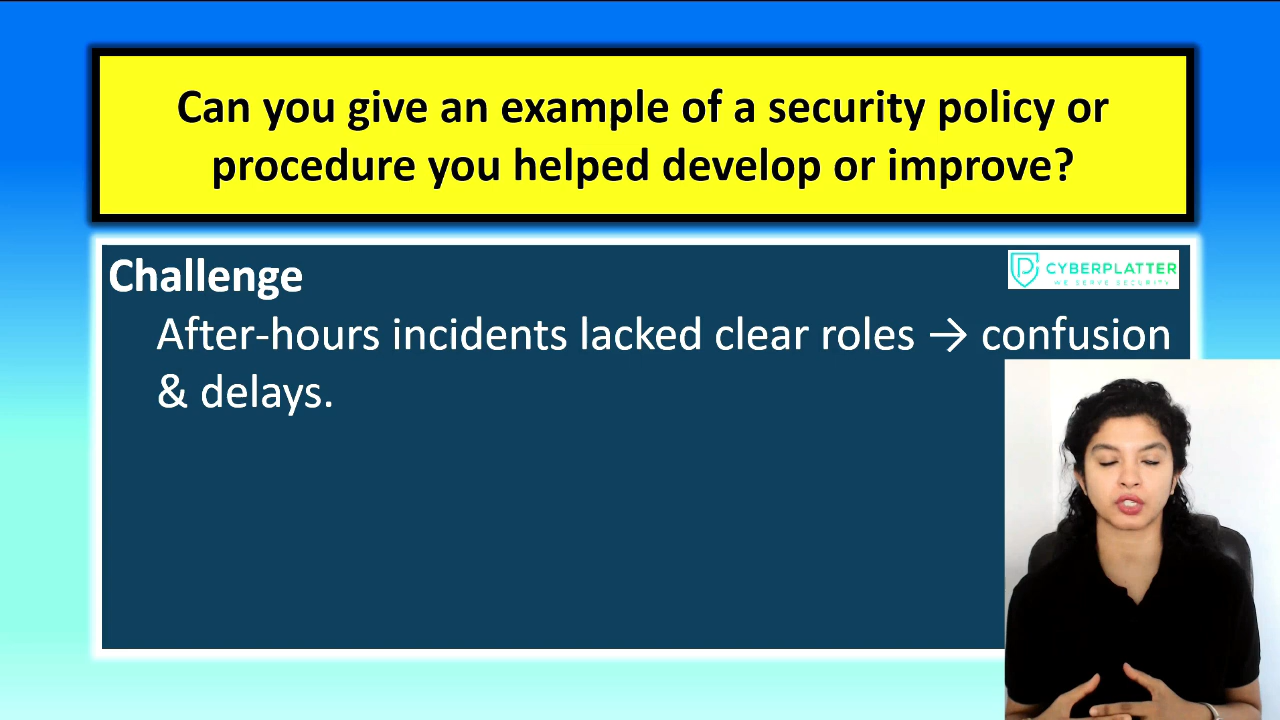 Can you give an example of a security policy or
procedure you helped develop or improve?
Challenge
CYBERPLATTER
WE SERVE SECURITY
After-hours incidents lacked clear roles → confusion
& delays.